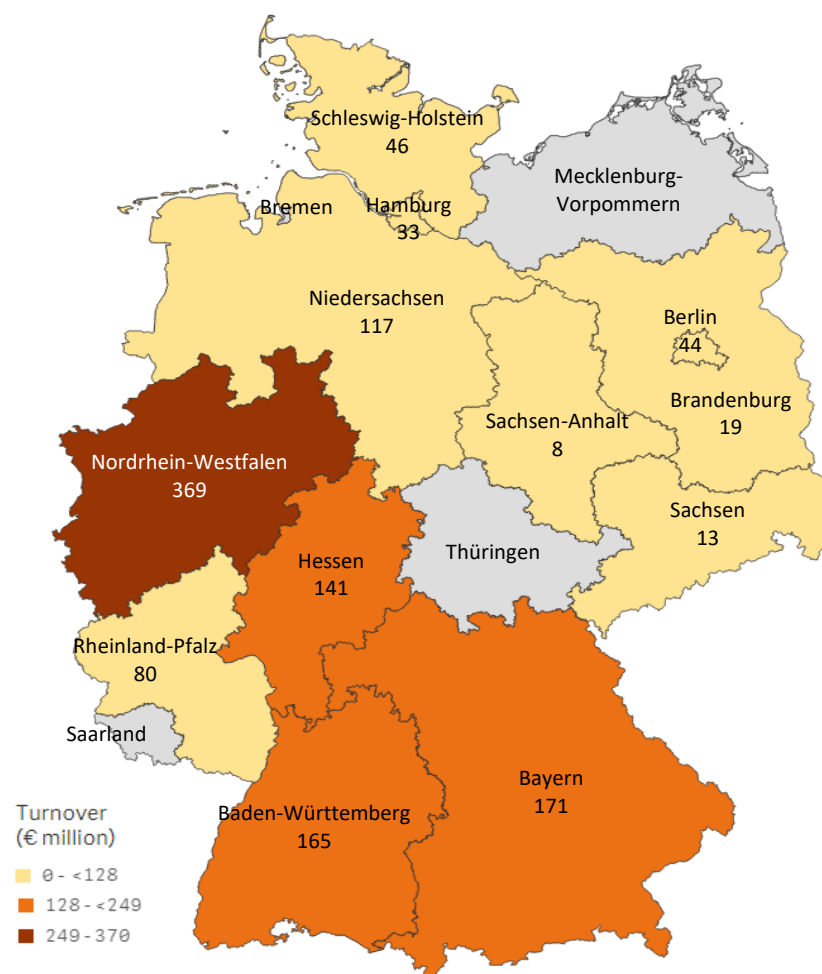 Schleswig-Holstein
46
Mecklenburg-
Vorpommern
Bremen
Hamburg
33
Niedersachsen
117
Berlin
44
Brandenburg
19
Sachsen-Anhalt
8
Nordrhein-Westfalen
369
Sachsen
13
Thüringen
Hessen
141
Rheinland-Pfalz
80
Saarland
Bayern
171
Baden-Württemberg
165
Turnover
(€ million)
0- <128
128-<249
249-370